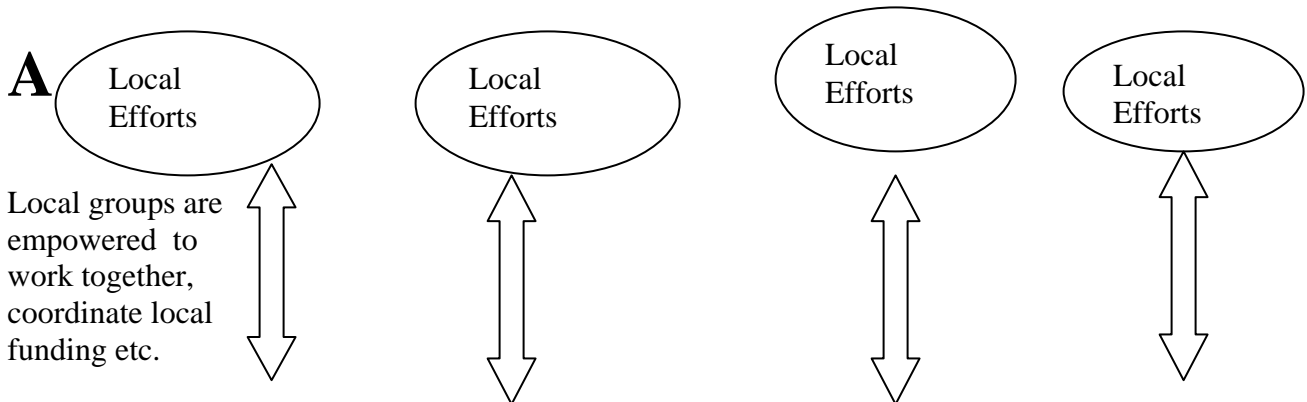 A
Local
Efforts
Local
Efforts
Local
Efforts
Local
Efforts
Local groups are
empowered  to
work together,
coordinate local
funding etc.